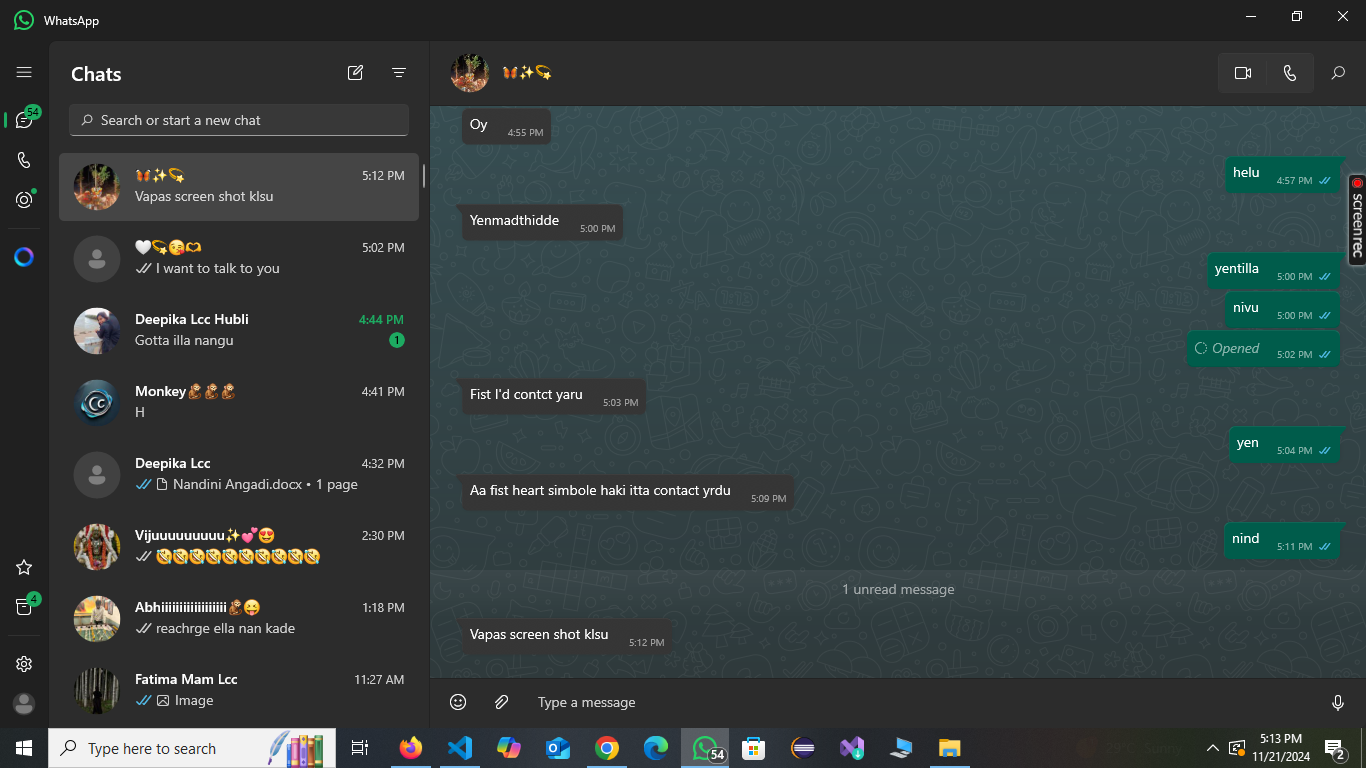 WhatsApp
Chats
54
Search or start a new chat
🦋✨💫
5:12 PM
Vapas screen shot klsu
🤍💫😘🫶
5:02 PM
I want to talk to you
Deepika Lcc Hubli
4:44 PM
Gotta illa nangu
1
Monkey🙊🙊🙊
4:41 PM
H
Deepika Lcc
4:32 PM
Nandini Angadi.docx • 1 page
Vijuuuuuuuuu✨💕😍
2:30 PM
🤣🤣🤣🤣🤣🤣🤣🤣🤣🤣
Abhiiiiiiiiiiiiiiiiii🙊😜
1:18 PM
reachrge ella nan kade
4
Fatima Mam Lcc
11:27 AM
Image
🦋✨💫
Oy
4:55 PM
helu
4:57 PM
Yenmadthidde
5:00 PM
yentilla
5:00 PM
nivu
5:00 PM
Opened
5:02 PM
Fist I'd contct yaru
5:03 PM
yen
5:04 PM
Aa fist heart simbole haki itta contact yrdu
5:09 PM
nind
5:11 PM
1 unread message
Vapas screen shot klsu
5:12 PM
Type a message
screenrec
Type here to search
54
5:13 PM
11/21/2024
2